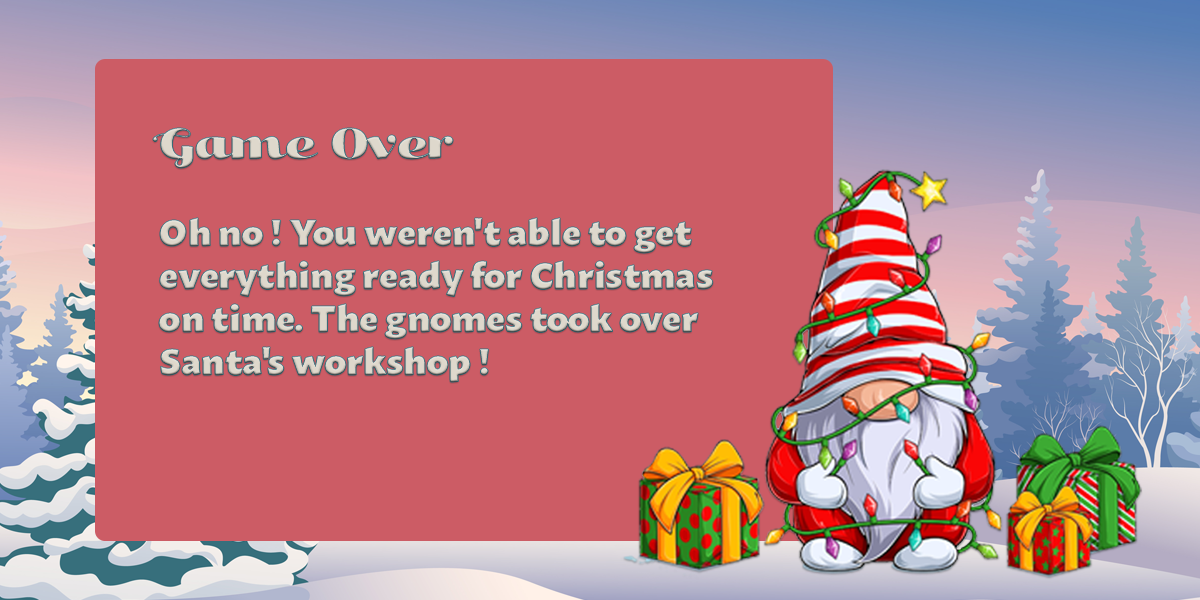 Game Over
Oh no ! You weren't able to get
everything ready for Christmas
on time. The gnomes took over
Santa's workshop !